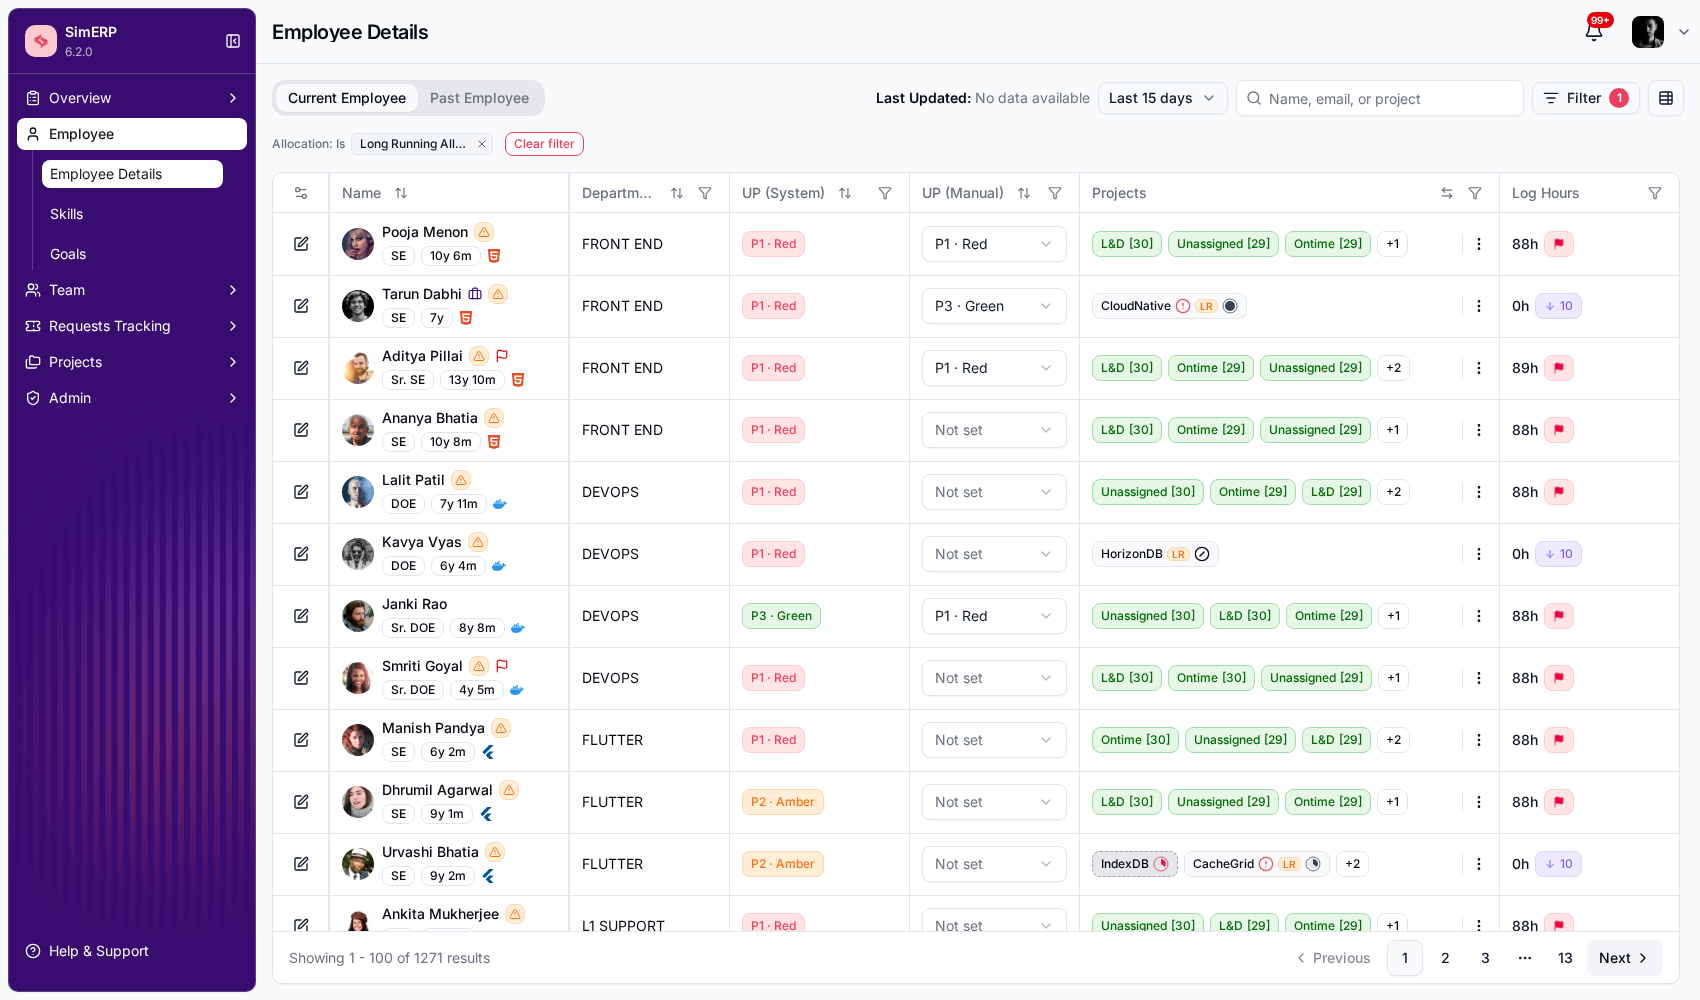 SimERP
6.2.0
Overview
Employee
Employee Details
Skills
Goals
Team
Requests Tracking
Projects
Admin
Help & Support
Employee Details
99+
Current Employee
Past Employee
Last Updated: No data available
Last 15 days
Name, email, or project
Filter 1
Allocation: Is Long Running All... Clear filter
Name Departm... UP (System) UP (Manual) Projects Log Hours
Pooja Menon
SE 10y 6m
FRONT END P1 · Red P1 · Red L&D [30] Unassigned [29] Ontime [29] +1 88h
Tarun Dabhi
SE 7y
FRONT END P1 · Red P3 · Green CloudNative LR 0h 10
Aditya Pillai
Sr. SE 13y 10m
FRONT END P1 · Red P1 · Red L&D [30] Ontime [29] Unassigned [29] +2 89h
Ananya Bhatia
SE 10y 8m
FRONT END P1 · Red Not set L&D [30] Ontime [29] Unassigned [29] +1 88h
Lalit Patil
DOE 7y 11m
DEVOPS P1 · Red Not set Unassigned [30] Ontime [29] L&D [29] +2 88h
Kavya Vyas
DOE 6y 4m
DEVOPS P1 · Red Not set HorizonDB LR 0h 10
Janki Rao
Sr. DOE 8y 8m
DEVOPS P3 · Green P1 · Red Unassigned [30] L&D [30] Ontime [29] +1 88h
Smriti Goyal
Sr. DOE 4y 5m
DEVOPS P1 · Red Not set L&D [30] Ontime [30] Unassigned [29] +1 88h
Manish Pandya
SE 6y 2m
FLUTTER P1 · Red Not set Ontime [30] Unassigned [29] L&D [29] +2 88h
Dhrumil Agarwal
SE 9y 1m
FLUTTER P2 · Amber Not set L&D [30] Unassigned [29] Ontime [29] +1 88h
Urvashi Bhatia
SE 9y 2m
FLUTTER P2 · Amber Not set IndexDB CacheGrid LR +2 0h 10
Ankita Mukherjee
L1 SUPPORT P1 · Red Not set Unassigned [30] L&D [29] Ontime [29] +1 88h
Showing 1 - 100 of 1271 results
Previous 1 2 3 ··· 13 Next